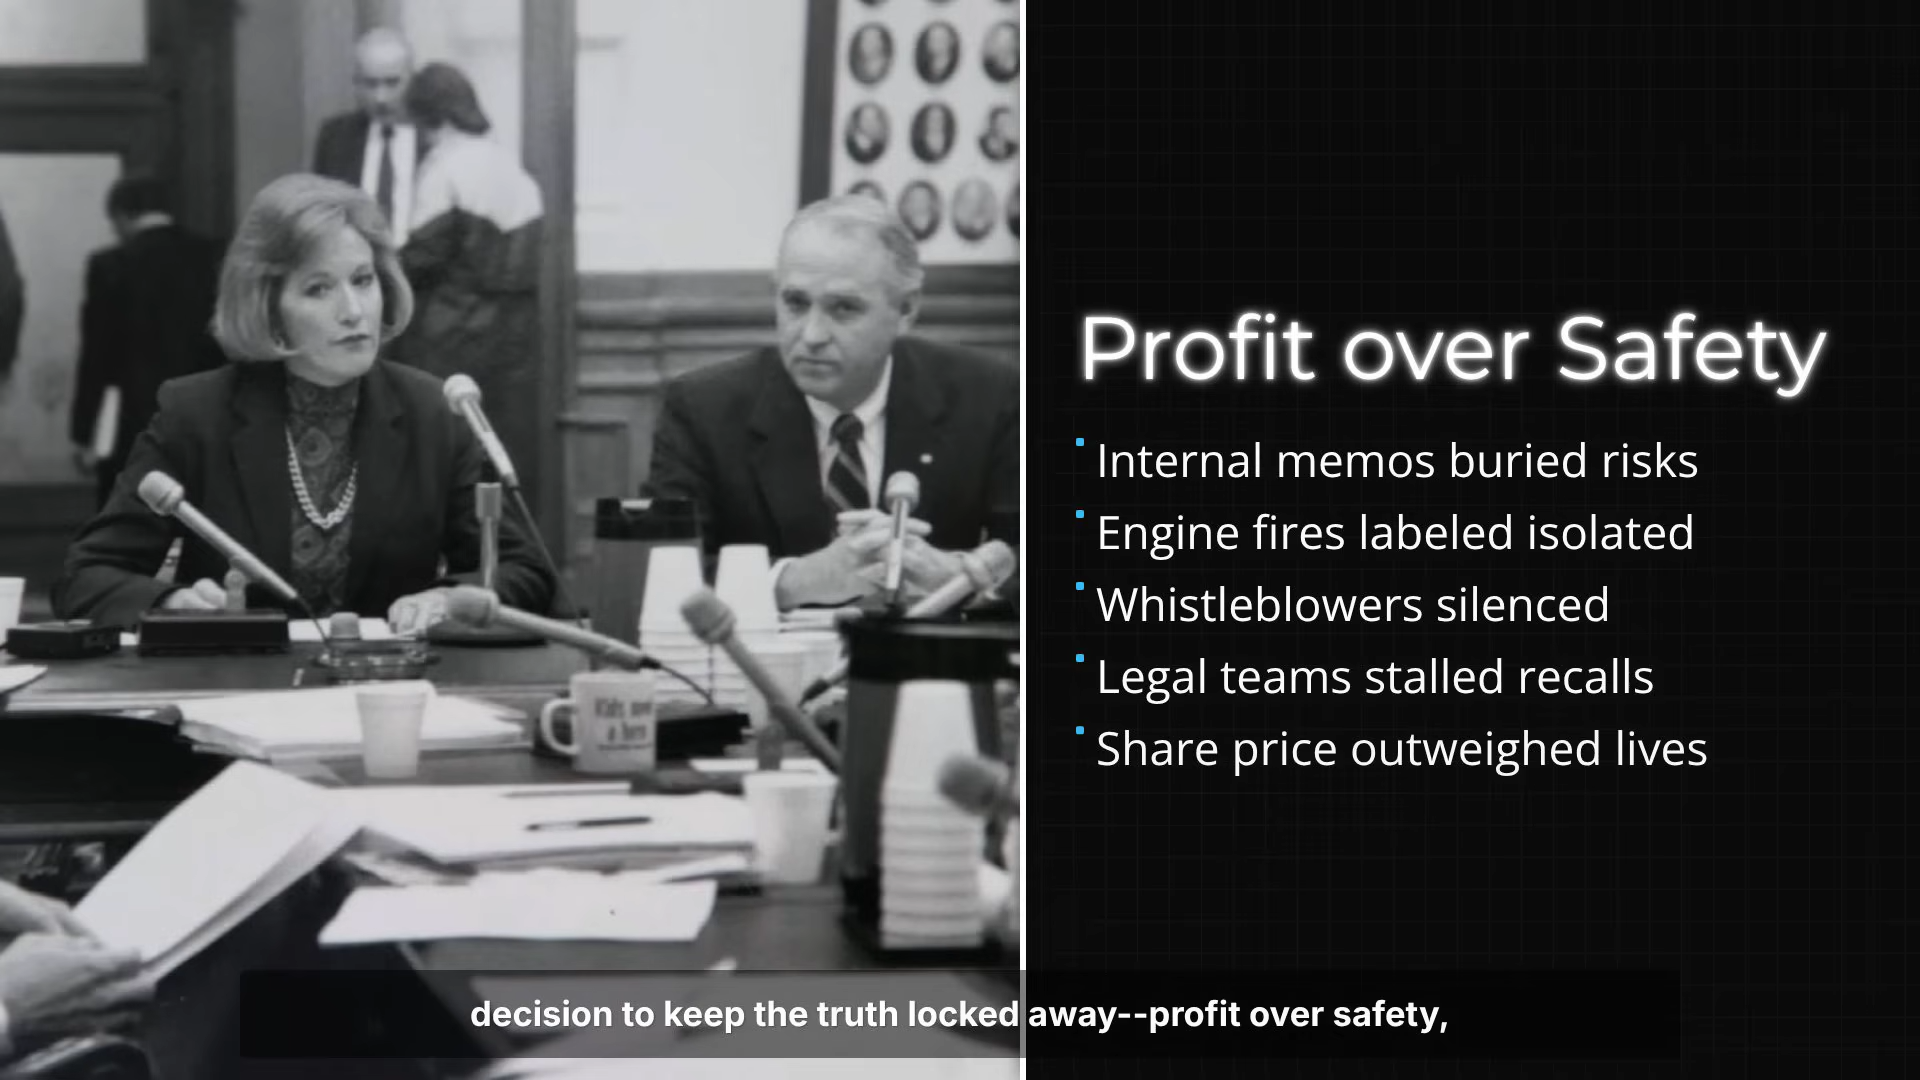 Profit over Safety
Internal memos buried risks
Engine fires labeled isolated
Whistleblowers silenced
Legal teams stalled recalls
Share price outweighed lives
decision to keep the truth locked away--profit over safety,